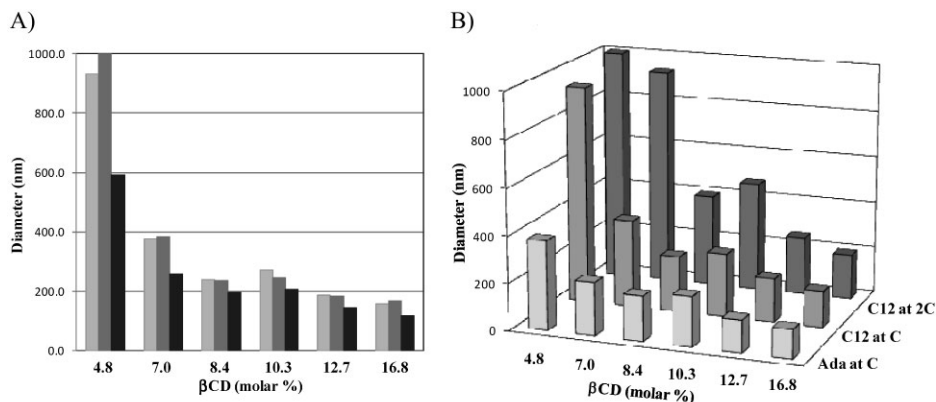 A)
1000.0
800.0
600.0
400.0
200.0
0.0
Diameter (nm)
4.8 7.0 8.4 10.3 12.7 16.8
βCD (molar %)
B)
1000
800
600
400
200
0
Diameter (nm)
4.8 7.0 8.4 10.3 12.7 16.8
βCD (molar %)
C12 at 2C
C12 at C
Ada at C